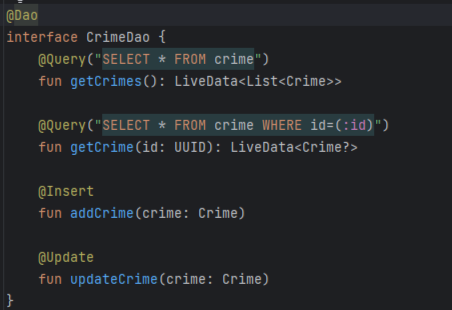 @Dao
interface CrimeDao {
    @Query("SELECT * FROM crime")
    fun getCrimes(): LiveData<List<Crime>>
    @Query("SELECT * FROM crime WHERE id=(:id)")
    fun getCrime(id: UUID): LiveData<Crime?>
    @Insert
    fun addCrime(crime: Crime)
    @Update
    fun updateCrime(crime: Crime)
}